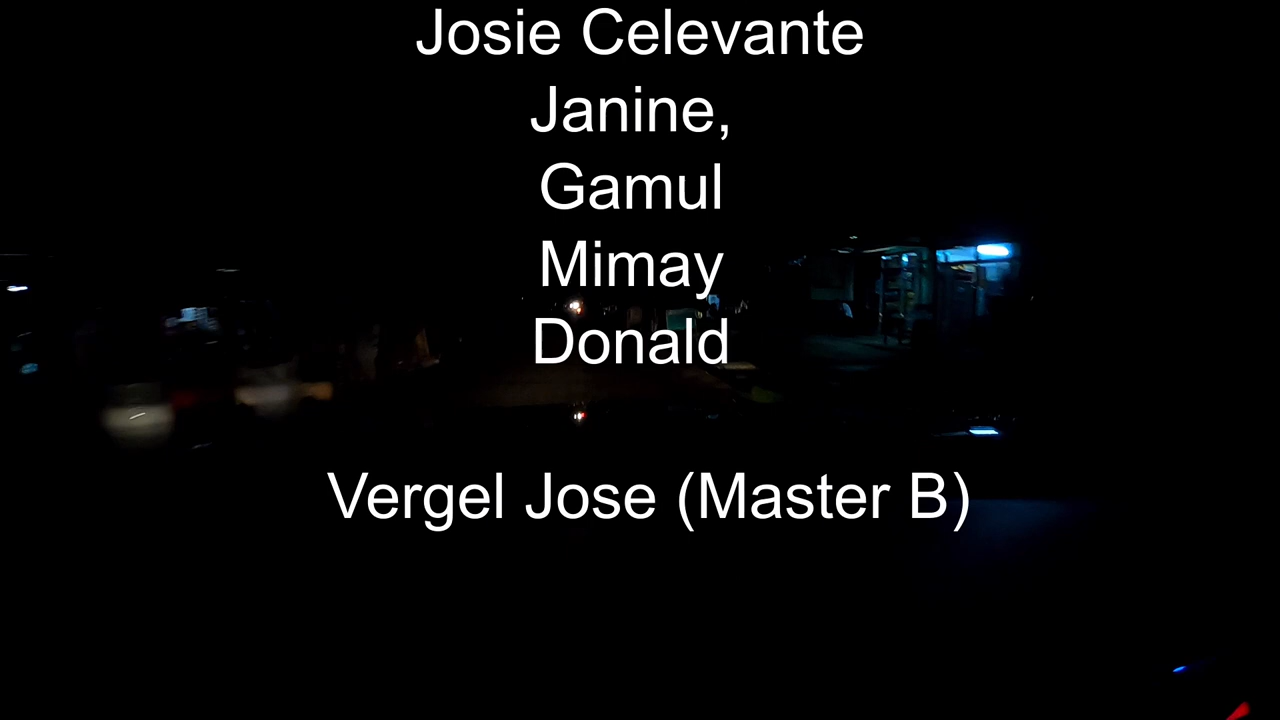 Josie Celevante
Janine,
Gamul
Mimay
Donald
Vergel Jose (Master B)